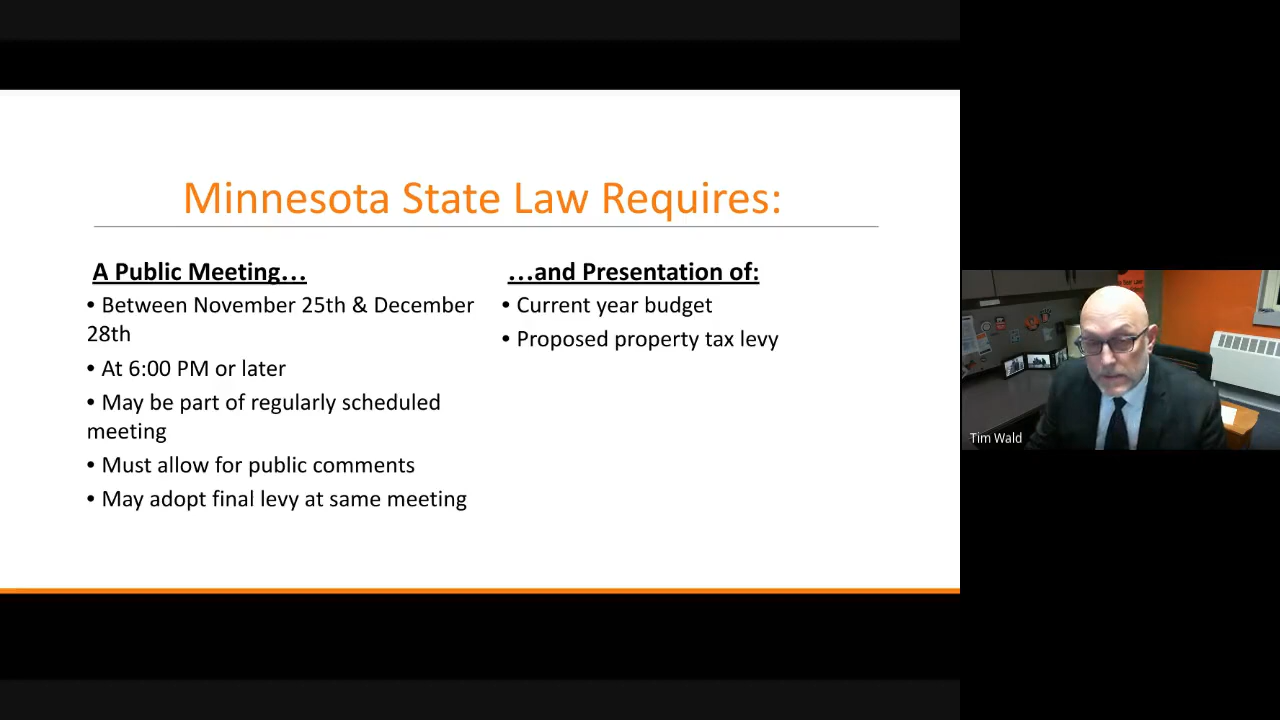 Minnesota State Law Requires:
A Public Meeting…
• Between November 25th & December
28th
• At 6:00 PM or later
• May be part of regularly scheduled
meeting
• Must allow for public comments
• May adopt final levy at same meeting
…and Presentation of:
• Current year budget
• Proposed property tax levy
Tim Wald